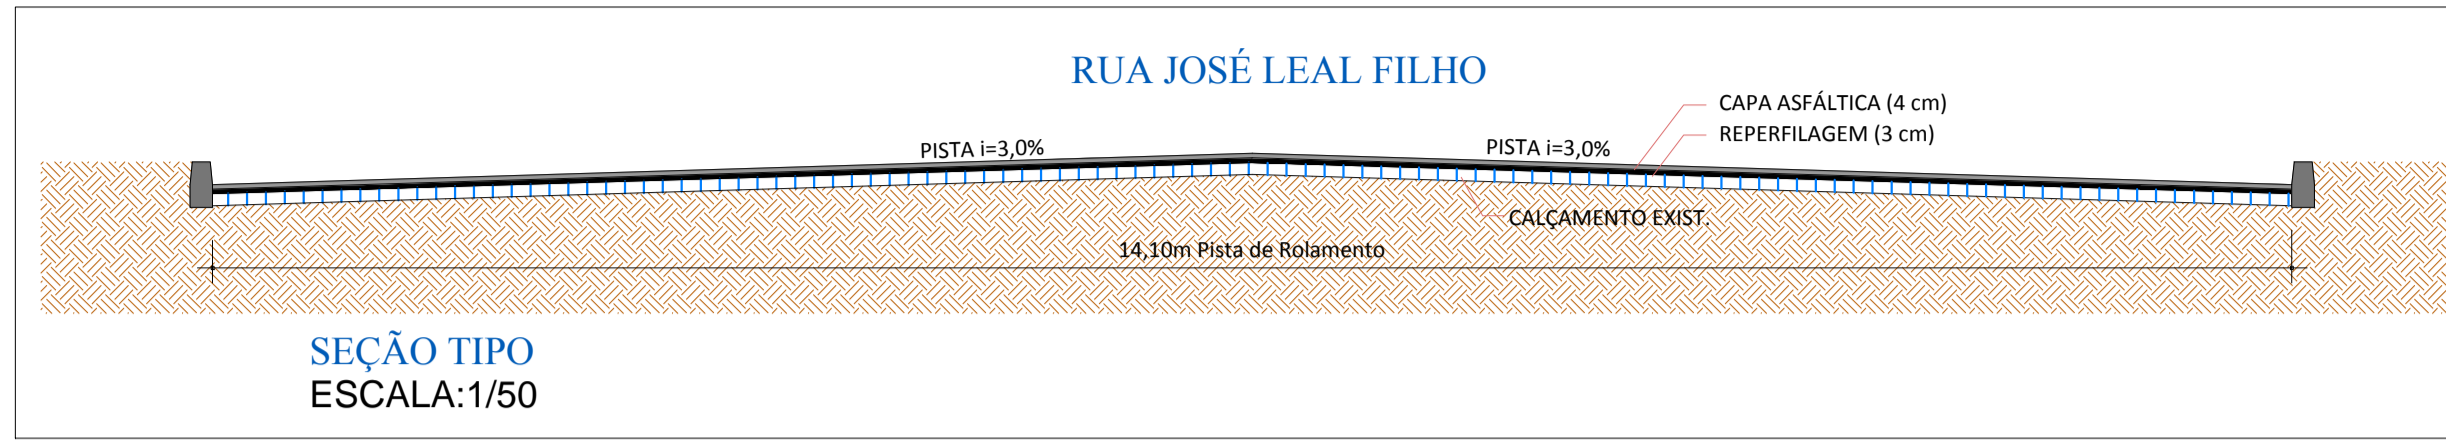 RUA JOSÉ LEAL FILHO
CAPA ASFÁLTICA (4 cm)
REPERFILAGEM (3 cm)
PISTA i=3,0%
PISTA i=3,0%
CALÇAMENTO EXIST.
14,10m Pista de Rolamento
SEÇÃO TIPO
ESCALA:1/50